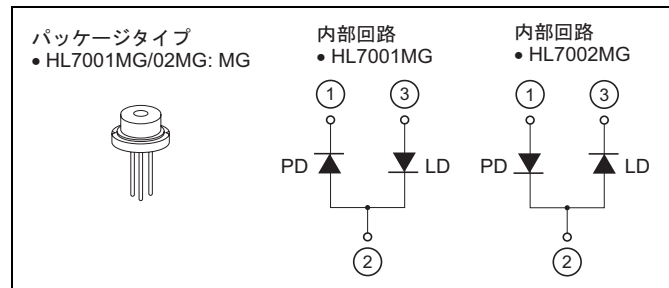 パッケージタイプ
• HL7001MG/02MG: MG
内部回路
• HL7001MG
1 3
PD LD
2
内部回路
• HL7002MG
1 3
PD LD
2